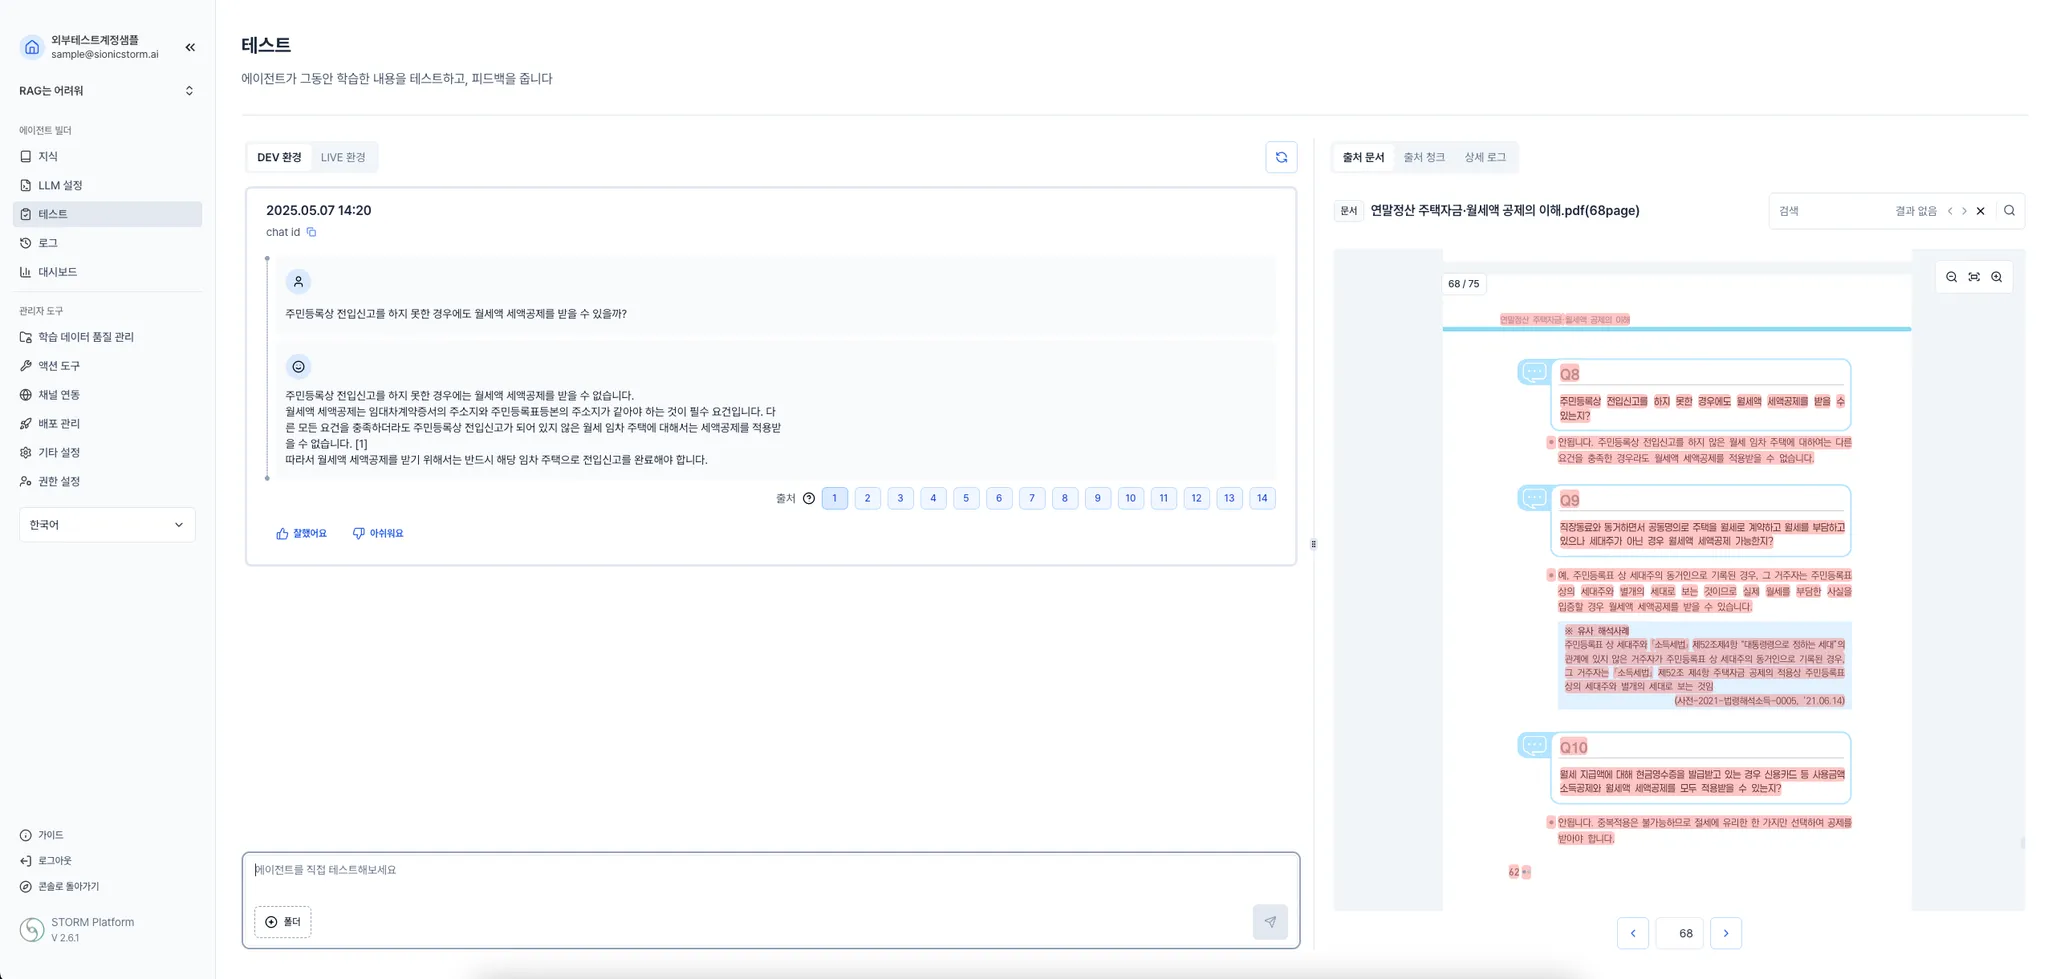 외부테스트계정샘플
sample@sionicstorm.ai
RAG는 어려워
에이전트 빌더
지식
LLM 설정
테스트
로그
대시보드
관리자 도구
학습 데이터 품질 관리
액션 도구
채널 연동
배포 관리
기타 설정
권한 설정
한국어
가이드
로그아웃
콘솔로 돌아가기
STORM Platform
V 2.6.1
테스트
에이전트가 그동안 학습한 내용을 테스트하고, 피드백을 줍니다
DEV 환경 LIVE 환경
2025.05.07 14:20
chat id
주민등록상 전입신고를 하지 못한 경우에도 월세액 세액공제를 받을 수 있을까?
주민등록상 전입신고를 하지 못한 경우에는 월세액 세액공제를 받을 수 없습니다.
월세액 세액공제는 임대차계약증서의 주소지와 주민등록표등본의 주소지가 같아야 하는 것이 필수 요건입니다. 다
른 모든 요건을 충족하더라도 주민등록상 전입신고가 되어 있지 않은 월세 임차 주택에 대해서는 세액공제를 적용받
을 수 없습니다. [1]
따라서 월세액 세액공제를 받기 위해서는 반드시 해당 임차 주택으로 전입신고를 완료해야 합니다.
출처 1 2 3 4 5 6 7 8 9 10 11 12 13 14
잘했어요 아쉬워요
에이전트를 직접 테스트해보세요
폴더
출처 문서 출처 청크 상세 로그
문서 연말정산 주택자금·월세액 공제의 이해.pdf(68page)
검색 결과 없음
68 / 75
연말정산 주택자금·월세액 공제의 이해
Q8
주민등록상 전입신고를 하지 못한 경우에도 월세액 세액공제를 받을 수
있는지?
안됩니다. 주민등록상 전입신고를 하지 않은 월세 임차 주택에 대하여는 다른
요건을 충족한 경우라도 월세액 세액공제를 적용받을 수 없습니다.
Q9
직장동료와 동거하면서 공동명의로 주택을 월세로 계약하고 월세를 부담하고
있으나 세대주가 아닌 경우 월세액 세액공제 가능한지?
예, 주민등록표 상 세대주의 동거인으로 기록된 경우, 그 거주자는 주민등록표
상의 세대주와 별개의 세대로 보는 것이므로 실제 월세를 부담한 사실을
입증할 경우 월세액 세액공제를 받을 수 있습니다.
※ 유사 해석사례
주민등록표 상 세대주와 「소득세법」 제52조제4항 "대통령령으로 정하는 세대"의
관계에 있지 않은 거주자가 주민등록표 상 세대주의 동거인으로 기록된 경우,
그 거주자는 「소득세법」 제52조 제4항 주택자금 공제의 적용상 주민등록표
상의 세대주와 별개의 세대로 보는 것임
(사전-2021-법령해석소득-0005, '21.06.14)
Q10
월세 지급액에 대해 현금영수증을 발급받고 있는 경우 신용카드 등 사용금액
소득공제와 월세액 세액공제를 모두 적용받을 수 있는지?
안됩니다. 중복적용은 불가능하므로 절세에 유리한 한 가지만 선택하여 공제를
받아야 합니다.
62
68